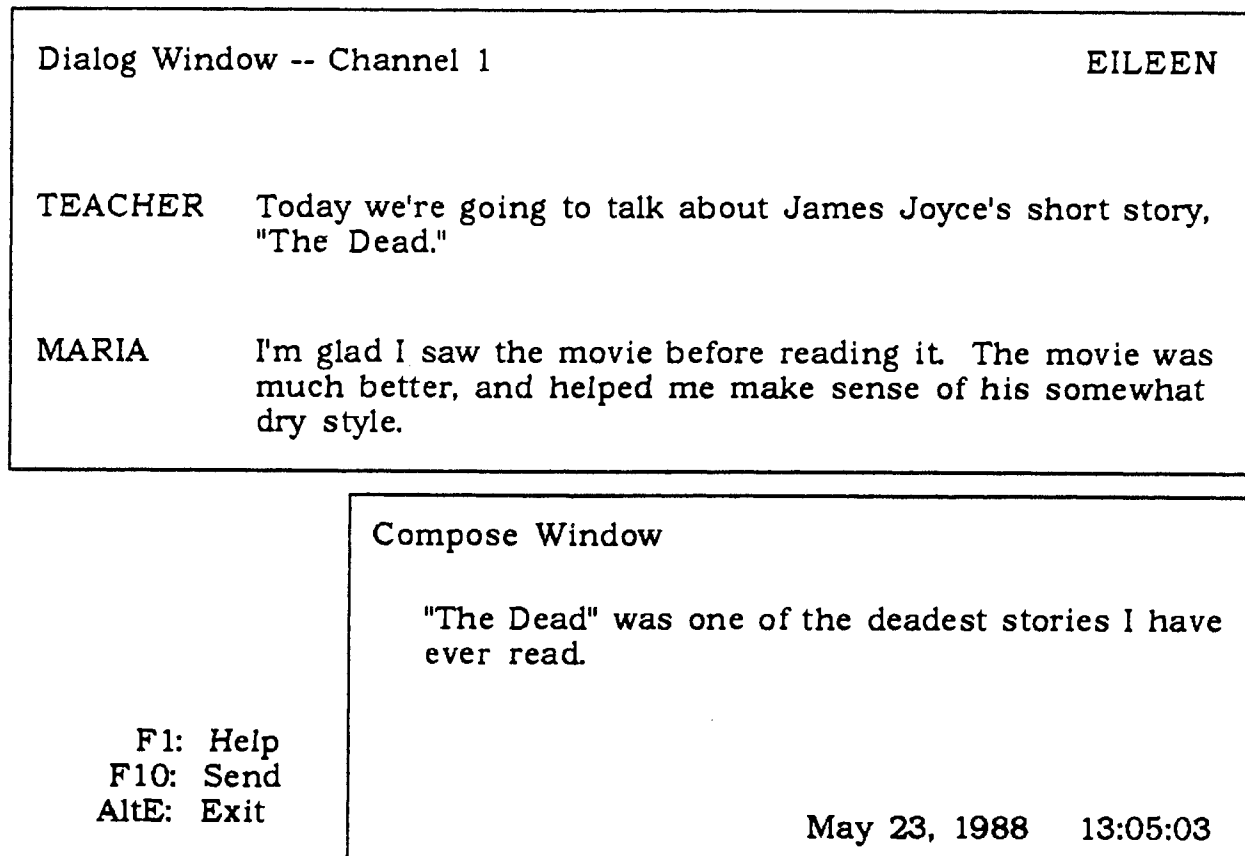 Dialog Window -- Channel 1 EILEEN
TEACHER Today we're going to talk about James Joyce's short story,
"The Dead."
MARIA I'm glad I saw the movie before reading it. The movie was
much better, and helped me make sense of his somewhat
dry style.
Compose Window
"The Dead" was one of the deadest stories I have
ever read.
F1: Help
F10: Send
AltE: Exit
May 23, 1988 13:05:03